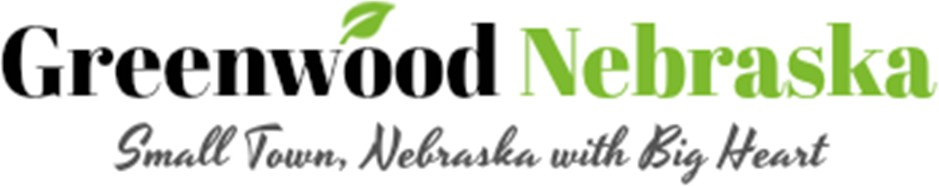 Greenwood Nebraska
Small Town, Nebraska with Big Heart